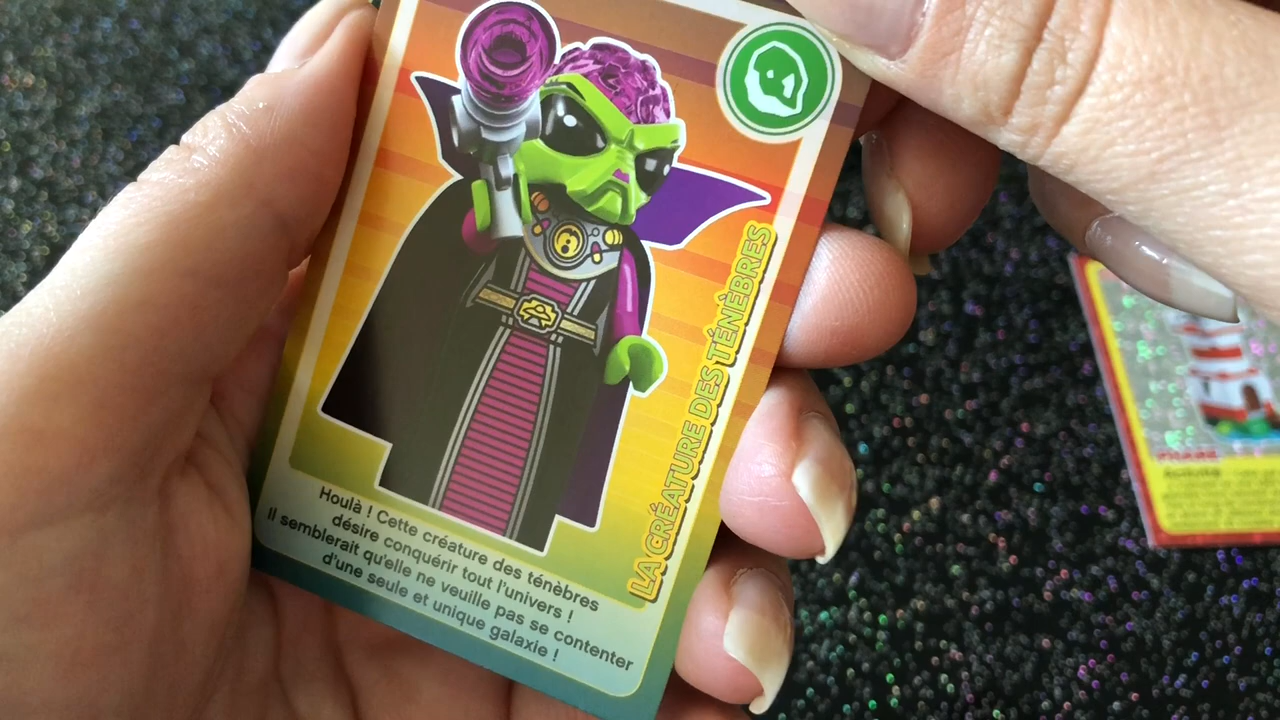 LA CRÉATURE DES TÉNÈBRES
Houlà ! Cette créature des ténèbres
désire conquérir tout l'univers !
Il semblerait qu'elle ne veuille pas se contenter
d'une seule et unique galaxie !